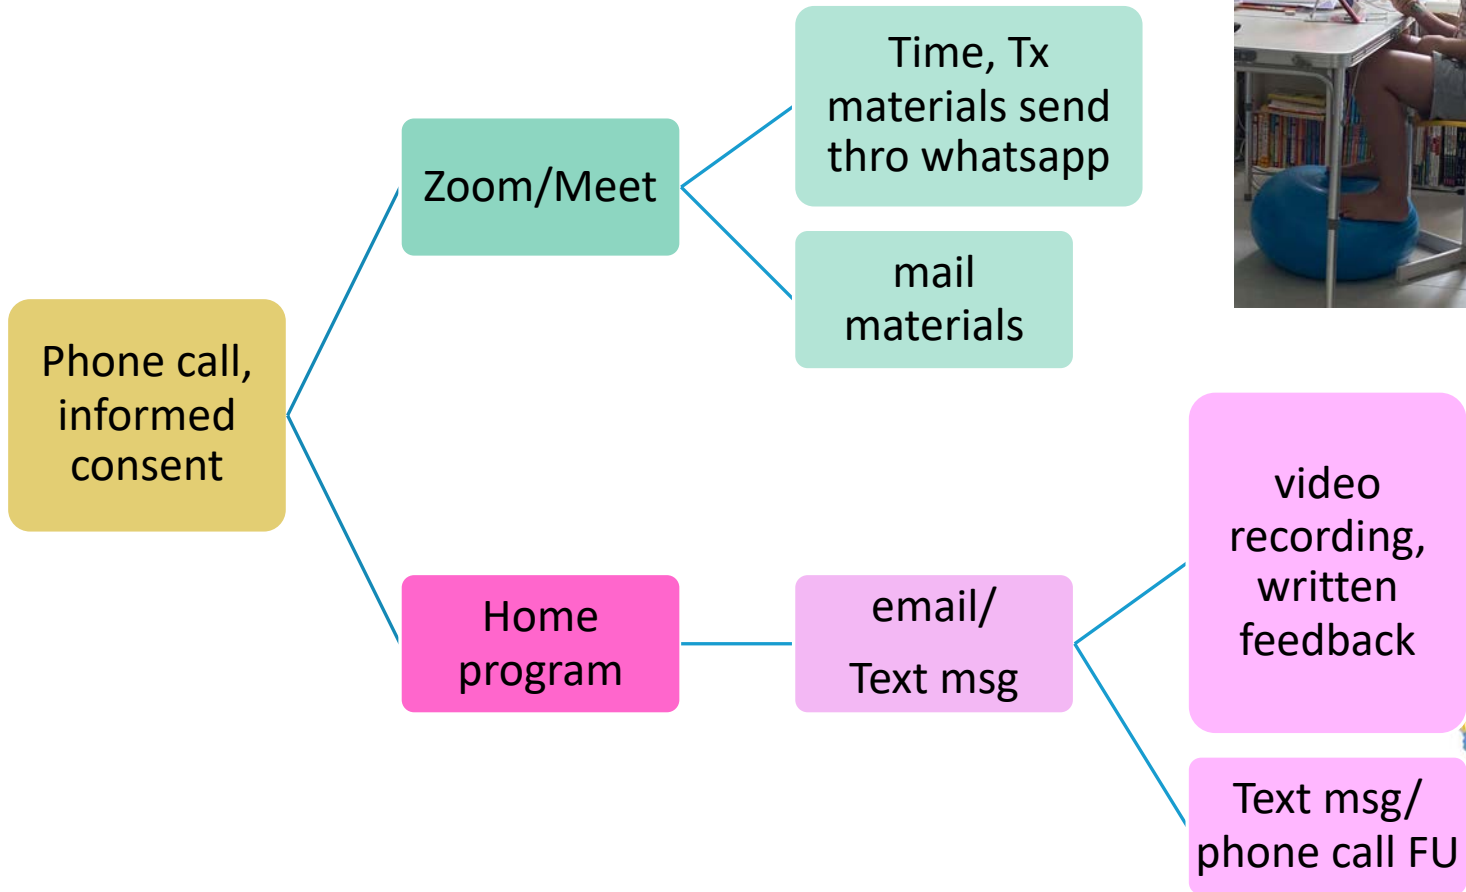 Phone call,
informed
consent
Zoom/Meet
Time, Tx
materials send
thro whatsapp
mail
materials
Home
program
email/
Text msg
video
recording,
written
feedback
Text msg/
phone call FU